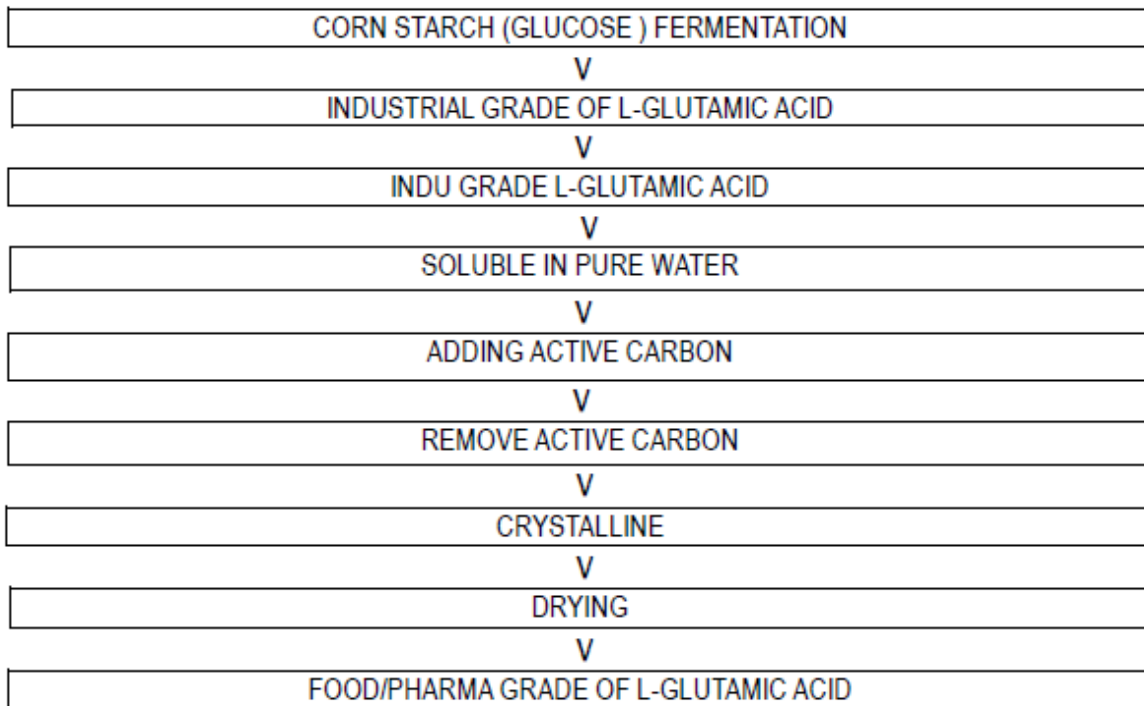 CORN STARCH (GLUCOSE ) FERMENTATION
V
INDUSTRIAL GRADE OF L-GLUTAMIC ACID
V
INDU GRADE L-GLUTAMIC ACID
V
SOLUBLE IN PURE WATER
V
ADDING ACTIVE CARBON
V
REMOVE ACTIVE CARBON
V
CRYSTALLINE
V
DRYING
V
FOOD/PHARMA GRADE OF L-GLUTAMIC ACID